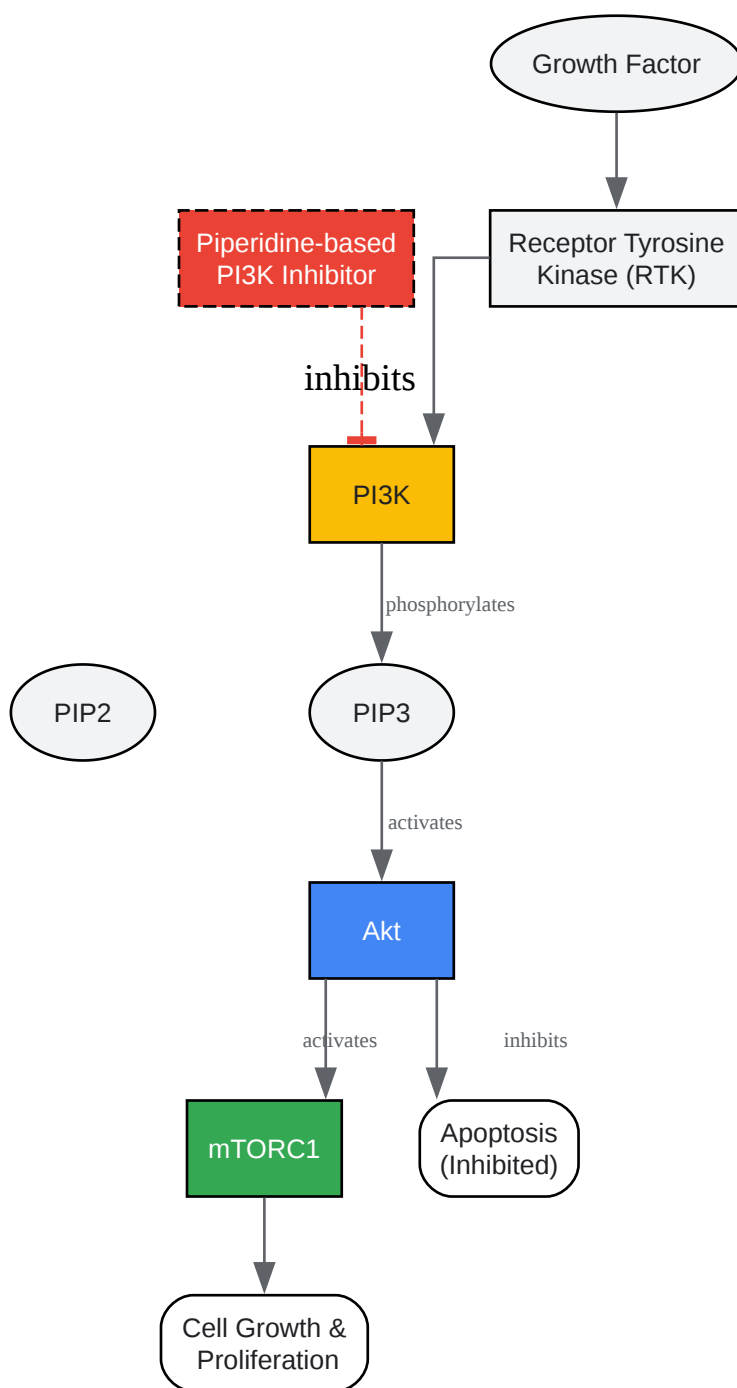 Growth Factor
Piperidine-based
PI3K Inhibitor
Receptor Tyrosine
Kinase (RTK)
inhibits
PI3K
phosphorylates
PIP2
PIP3
activates
Akt
activates
inhibits
mTORC1
Apoptosis
(Inhibited)
Cell Growth &
Proliferation